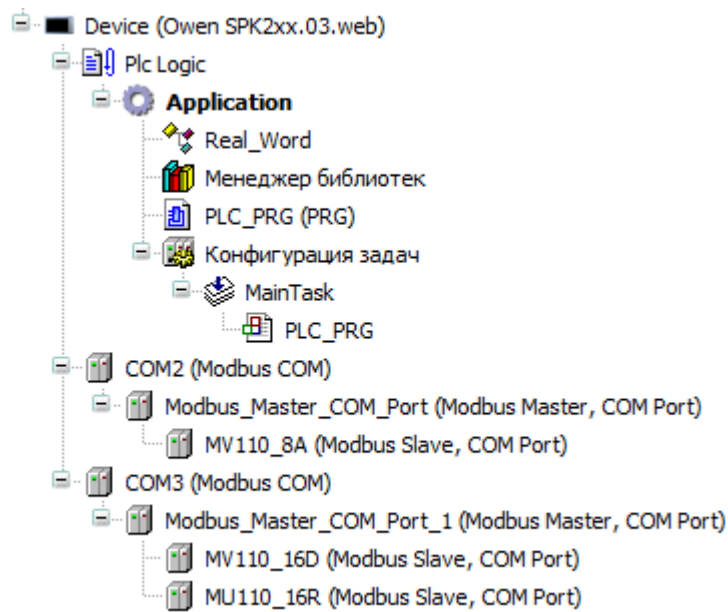 Device (Owen SPK2xx.03.web)
Plc Logic
Application
Real_Word
Менеджер библиотек
PLC_PRG (PRG)
Конфигурация задач
MainTask
PLC_PRG
COM2 (Modbus COM)
Modbus_Master_COM_Port (Modbus Master, COM Port)
MV110_8A (Modbus Slave, COM Port)
COM3 (Modbus COM)
Modbus_Master_COM_Port_1 (Modbus Master, COM Port)
MV110_16D (Modbus Slave, COM Port)
MU110_16R (Modbus Slave, COM Port)